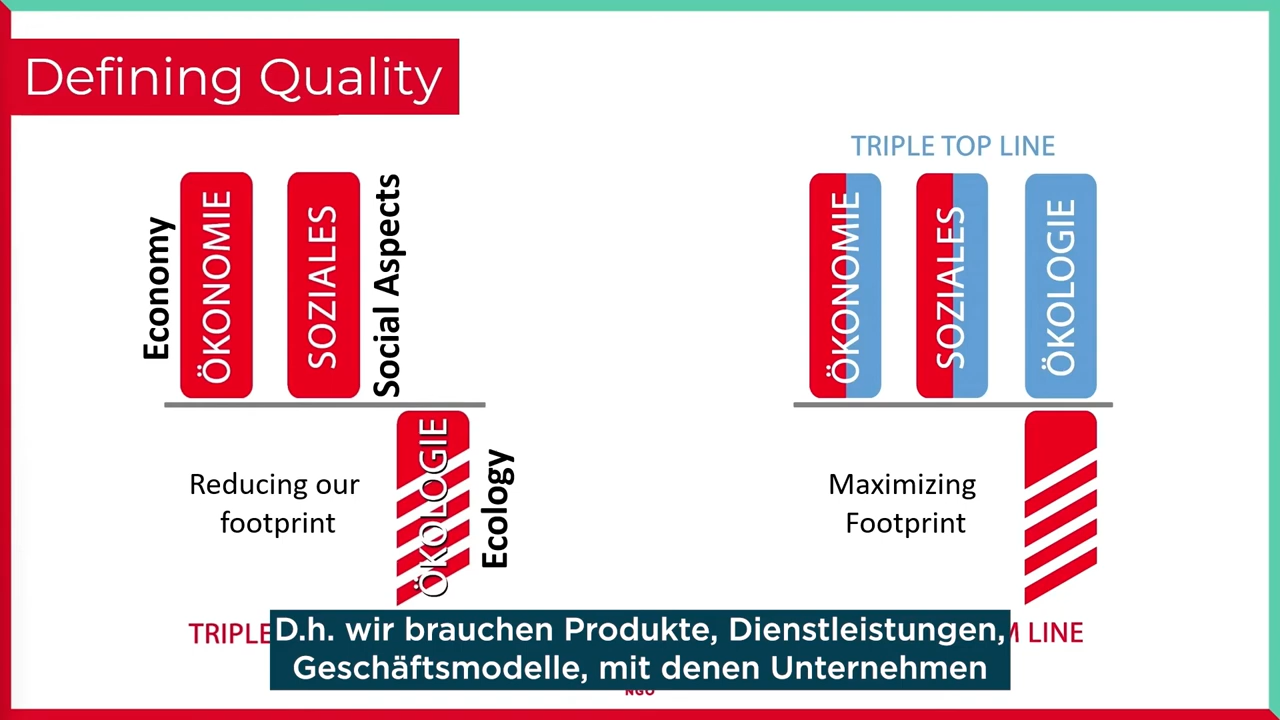 Defining Quality
TRIPLE TOP LINE
Economy
ÖKONOMIE
SOZIALES
Social Aspects
ÖKONOMIE
SOZIALES
ÖKOLOGIE
Reducing our
footprint
ÖKOLOGIE
Ecology
Maximizing
Footprint
TRIPLE
LINE
D.h. wir brauchen Produkte, Dienstleistungen,
Geschäftsmodelle, mit denen Unternehmen
NGO